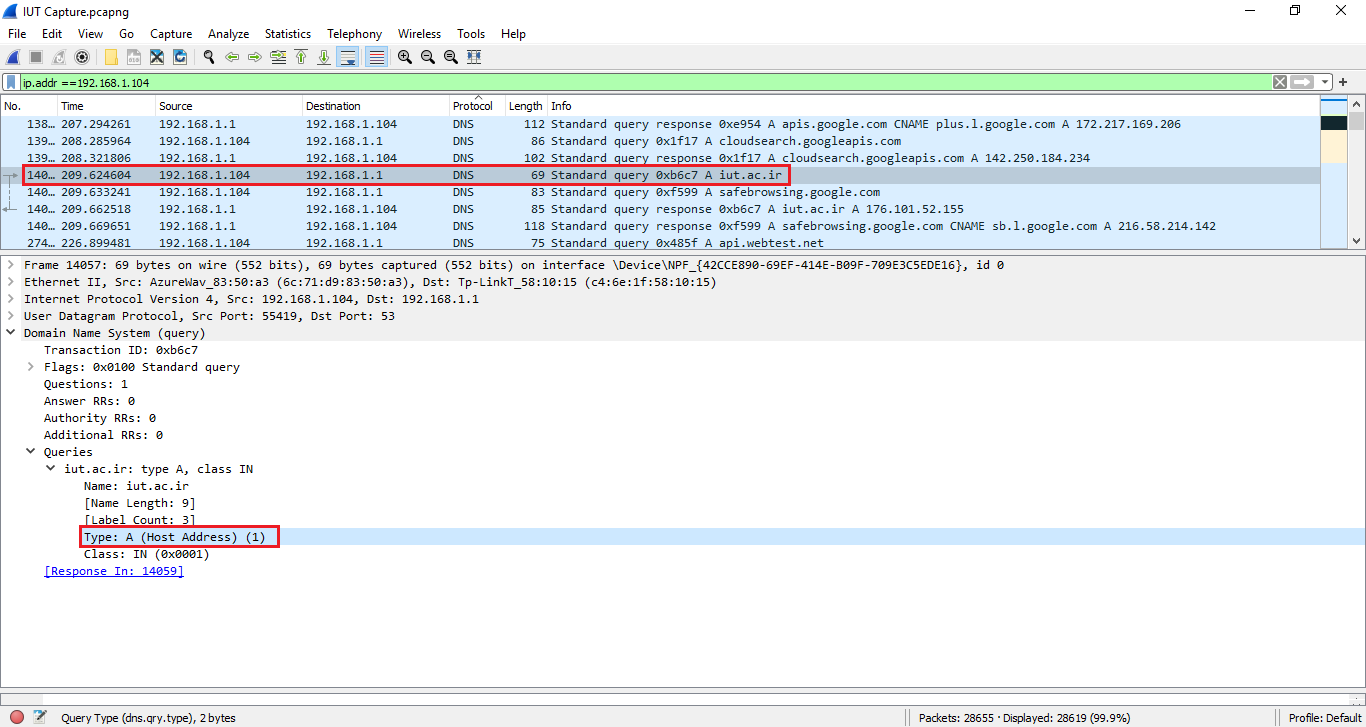 IUT Capture.pcapng
File Edit View Go Capture Analyze Statistics Telephony Wireless Tools Help
ip.addr ==192.168.1.104
No. Time Source Destination Protocol Length Info
138… 207.294261 192.168.1.1 192.168.1.104 DNS 112 Standard query response 0xe954 A apis.google.com CNAME plus.l.google.com A 172.217.169.206
139… 208.285964 192.168.1.104 192.168.1.1 DNS 86 Standard query 0x1f17 A cloudsearch.googleapis.com
139… 208.321806 192.168.1.1 192.168.1.104 DNS 102 Standard query response 0x1f17 A cloudsearch.googleapis.com A 142.250.184.234
140… 209.624604 192.168.1.104 192.168.1.1 DNS 69 Standard query 0xb6c7 A iut.ac.ir
140… 209.633241 192.168.1.104 192.168.1.1 DNS 83 Standard query 0xf599 A safebrowsing.google.com
140… 209.662518 192.168.1.1 192.168.1.104 DNS 85 Standard query response 0xb6c7 A iut.ac.ir A 176.101.52.155
140… 209.669651 192.168.1.1 192.168.1.104 DNS 118 Standard query response 0xf599 A safebrowsing.google.com CNAME sb.l.google.com A 216.58.214.142
274… 226.899481 192.168.1.104 192.168.1.1 DNS 75 Standard query 0x485f A api.webtest.net
Frame 14057: 69 bytes on wire (552 bits), 69 bytes captured (552 bits) on interface \Device\NPF_{42CCE890-69EF-414E-B09F-709E3C5EDE16}, id 0
Ethernet II, Src: AzureWav_83:50:a3 (6c:71:d9:83:50:a3), Dst: Tp-LinkT_58:10:15 (c4:6e:1f:58:10:15)
Internet Protocol Version 4, Src: 192.168.1.104, Dst: 192.168.1.1
User Datagram Protocol, Src Port: 55419, Dst Port: 53
Domain Name System (query)
Transaction ID: 0xb6c7
Flags: 0x0100 Standard query
Questions: 1
Answer RRs: 0
Authority RRs: 0
Additional RRs: 0
Queries
iut.ac.ir: type A, class IN
Name: iut.ac.ir
[Name Length: 9]
[Label Count: 3]
Type: A (Host Address) (1)
Class: IN (0x0001)
[Response In: 14059]
Query Type (dns.qry.type), 2 bytes
Packets: 28655 · Displayed: 28619 (99.9%)
Profile: Default